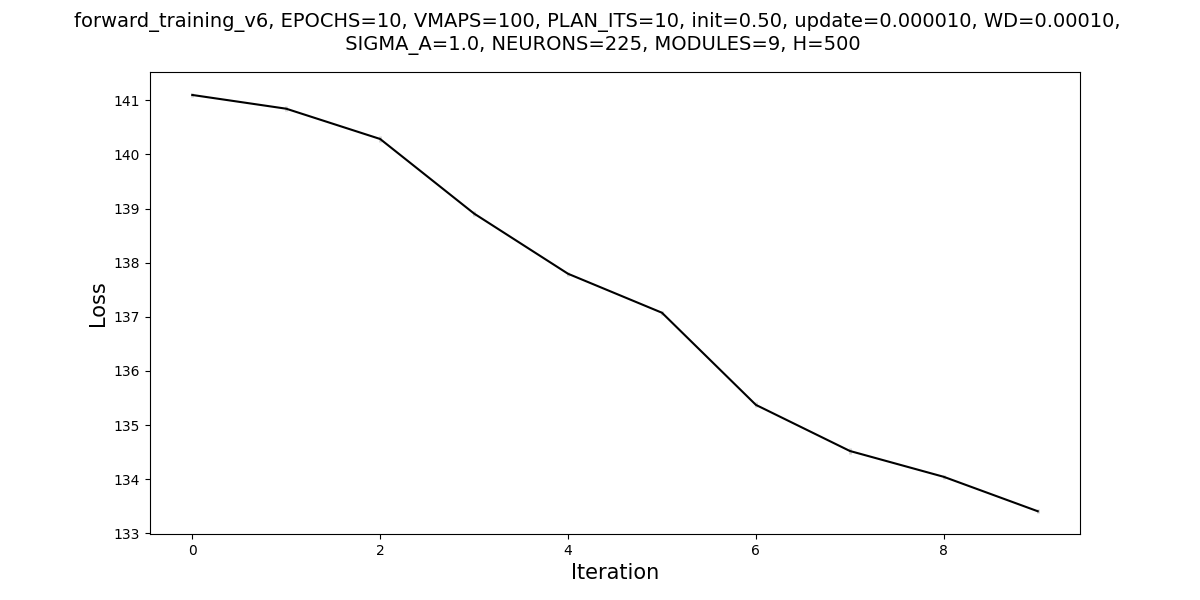 forward_training_v6, EPOCHS=10, VMAPS=100, PLAN_ITS=10, init=0.50, update=0.000010, WD=0.00010,
SIGMA_A=1.0, NEURONS=225, MODULES=9, H=500
141
140
139
138
137
136
135
134
133
Loss
0 2 4 6 8
Iteration